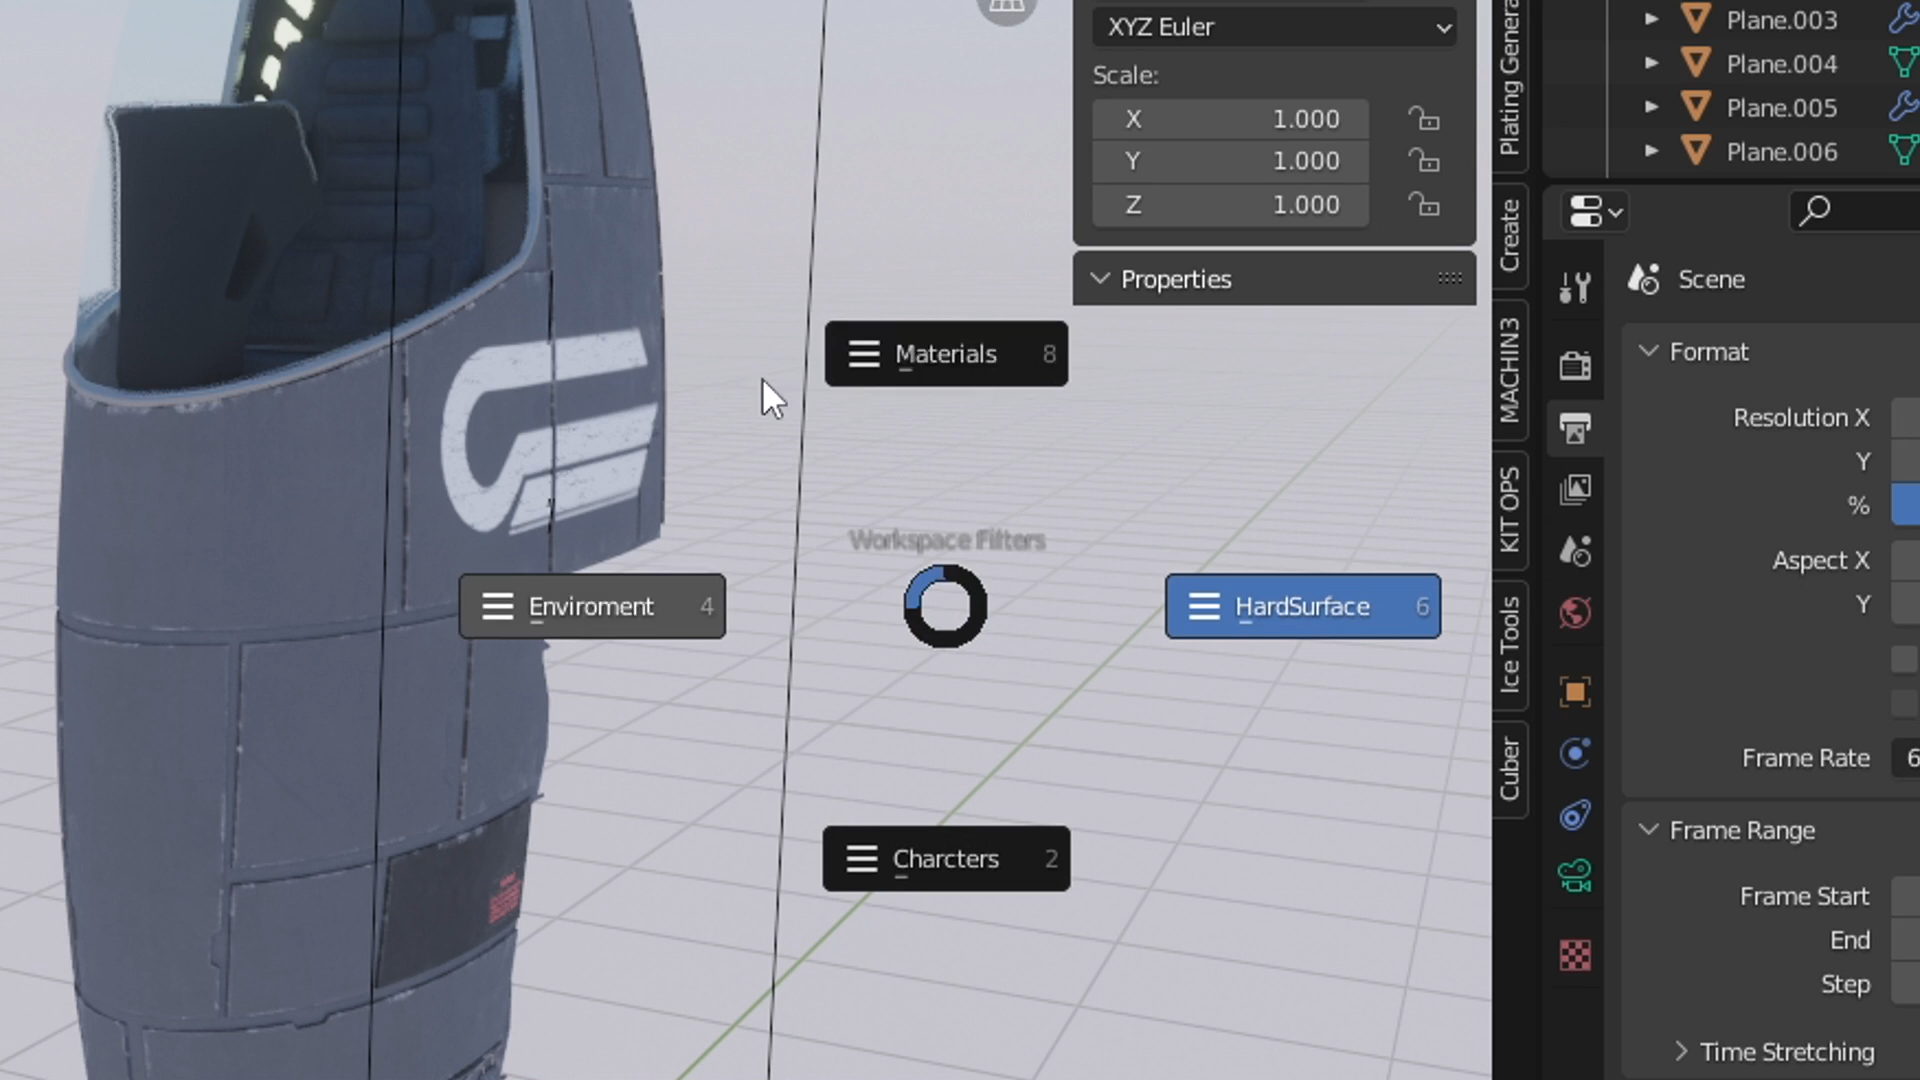 XYZ Euler
Scale:
X 1.000
Y 1.000
Z 1.000
Properties
Materials 8
Workspace Filters
Enviroment 4
HardSurface 6
Charcters 2
Plating Genera
Create
MACHIN3
KIT OPS
Ice Tools
Cuber
Plane.003
Plane.004
Plane.005
Plane.006
Scene
Format
Resolution X
Y
%
Aspect X
Y
Frame Rate 6
Frame Range
Frame Start
End
Step
Time Stretching